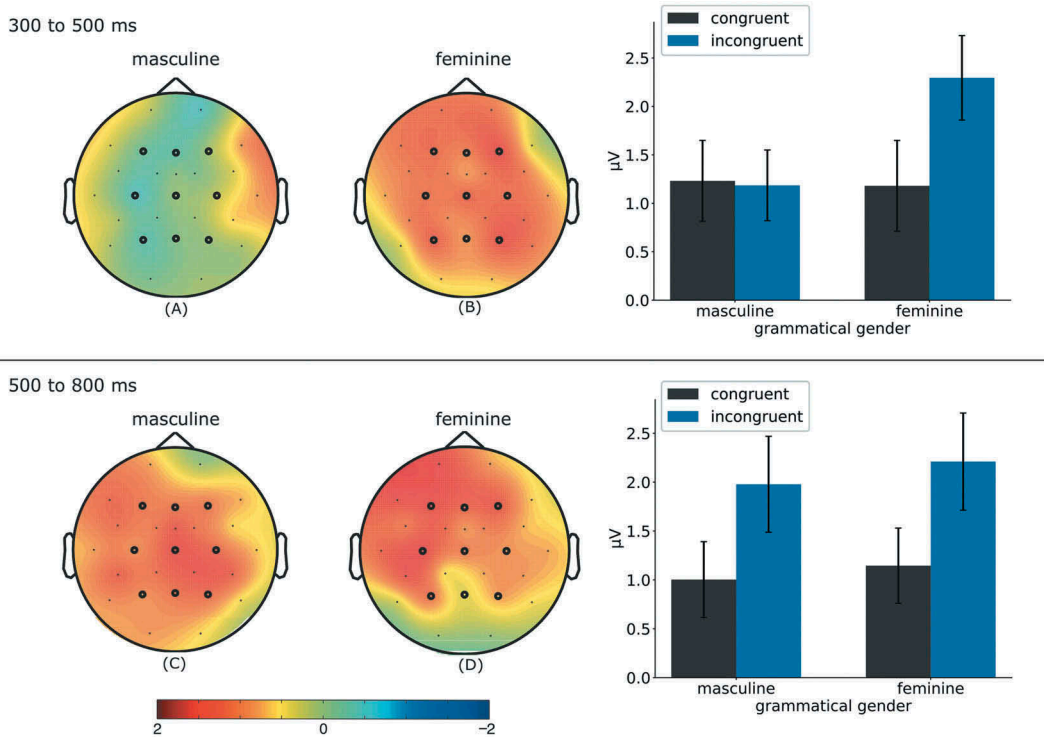 300 to 500 ms
masculine
feminine
(A)
(B)
congruent
incongruent
µV
2.5
2.0
1.5
1.0
0.5
0.0
masculine
feminine
grammatical gender
500 to 800 ms
masculine
feminine
(C)
(D)
congruent
incongruent
µV
2.5
2.0
1.5
1.0
0.5
0.0
masculine
feminine
grammatical gender
2
1
0
−1
−2